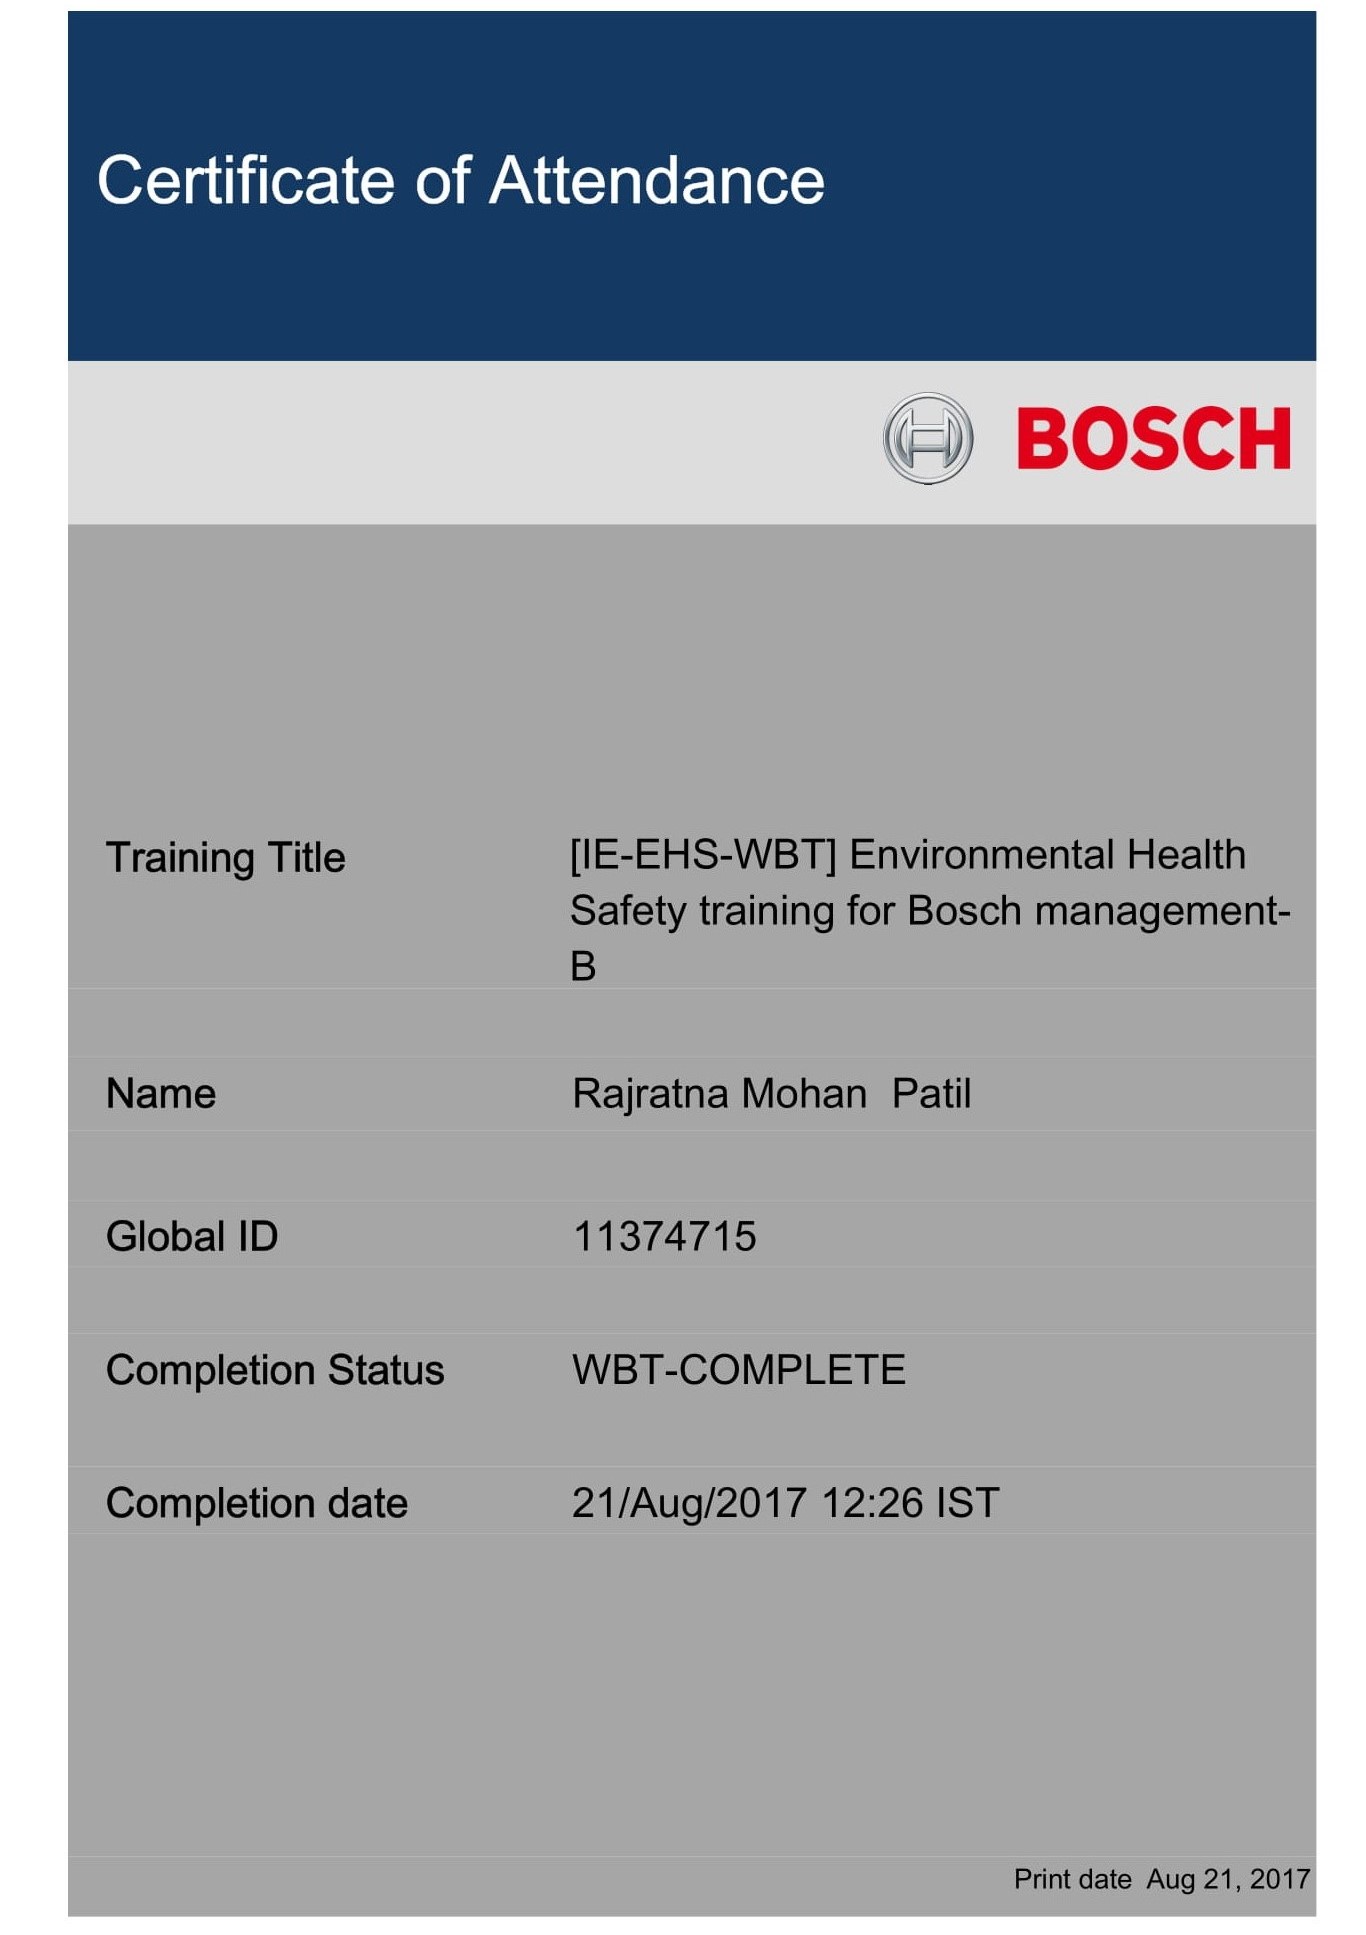 Certificate of Attendance
BOSCH
Training Title
[IE-EHS-WBT] Environmental Health
Safety training for Bosch management-
B
Name Rajratna Mohan  Patil
Global ID 11374715
Completion Status WBT-COMPLETE
Completion date 21/Aug/2017 12:26 IST
Print date  Aug 21, 2017